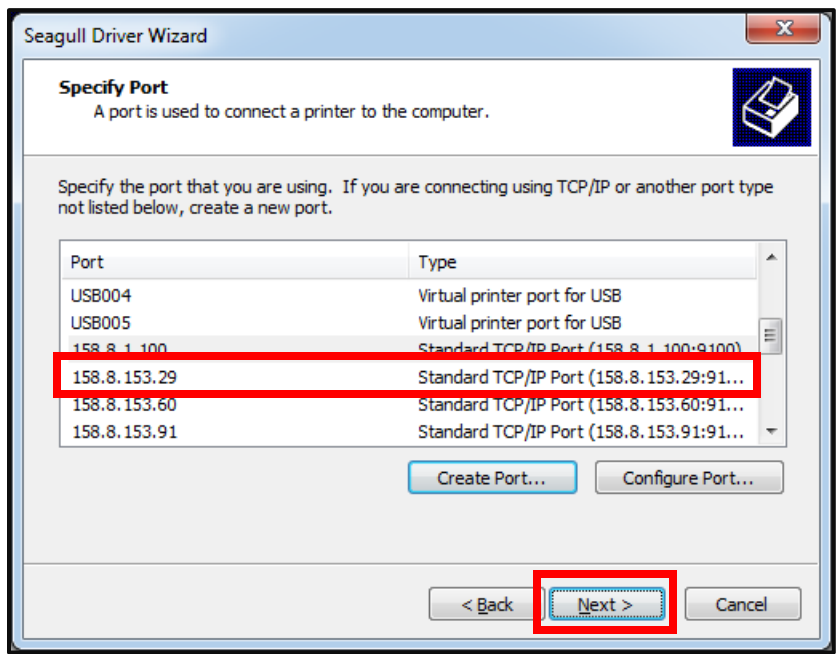 Seagull Driver Wizard
Specify Port
A port is used to connect a printer to the computer.
Specify the port that you are using. If you are connecting using TCP/IP or another port type
not listed below, create a new port.
Port Type
USB004 Virtual printer port for USB
USB005 Virtual printer port for USB
158.8.1.100 Standard TCP/IP Port (158.8.1.100:9100)
158.8.153.29 Standard TCP/IP Port (158.8.153.29:91...
158.8.153.60 Standard TCP/IP Port (158.8.153.60:91...
158.8.153.91 Standard TCP/IP Port (158.8.153.91:91...
Create Port... Configure Port...
< Back Next > Cancel